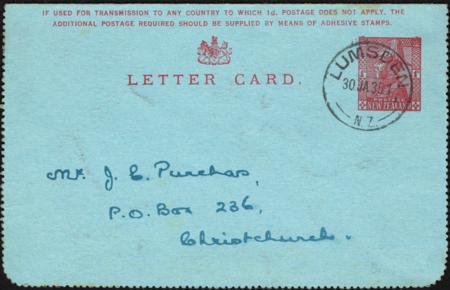 IF USED FOR TRANSMISSION TO ANY COUNTRY TO WHICH 1d. POSTAGE DOES NOT APPLY. THE
ADDITIONAL POSTAGE REQUIRED SHOULD BE SUPPLIED BY MEANS OF ADHESIVE STAMPS.
LETTER CARD.
LUMSDEN
30 JA 35
N.Z.
NEW ZEALAND
Mr. J. E. Purchas,
P.O. Box 236,
Christchurch.